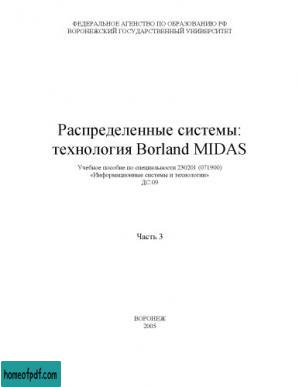 ФЕДЕРАЛЬНОЕ АГЕНСТВО ПО ОБРАЗОВАНИЮ РФ
ВОРОНЕЖСКИЙ ГОСУДАРСТВЕННЫЙ УНИВЕРСИТЕТ
Распределенные системы:
технология Borland MIDAS
Учебное пособие по специальности 230201 (071900)
«Информационные системы и технологии»
ДС.09
Часть 3
ВОРОНЕЖ
2005
homeofpdf.com